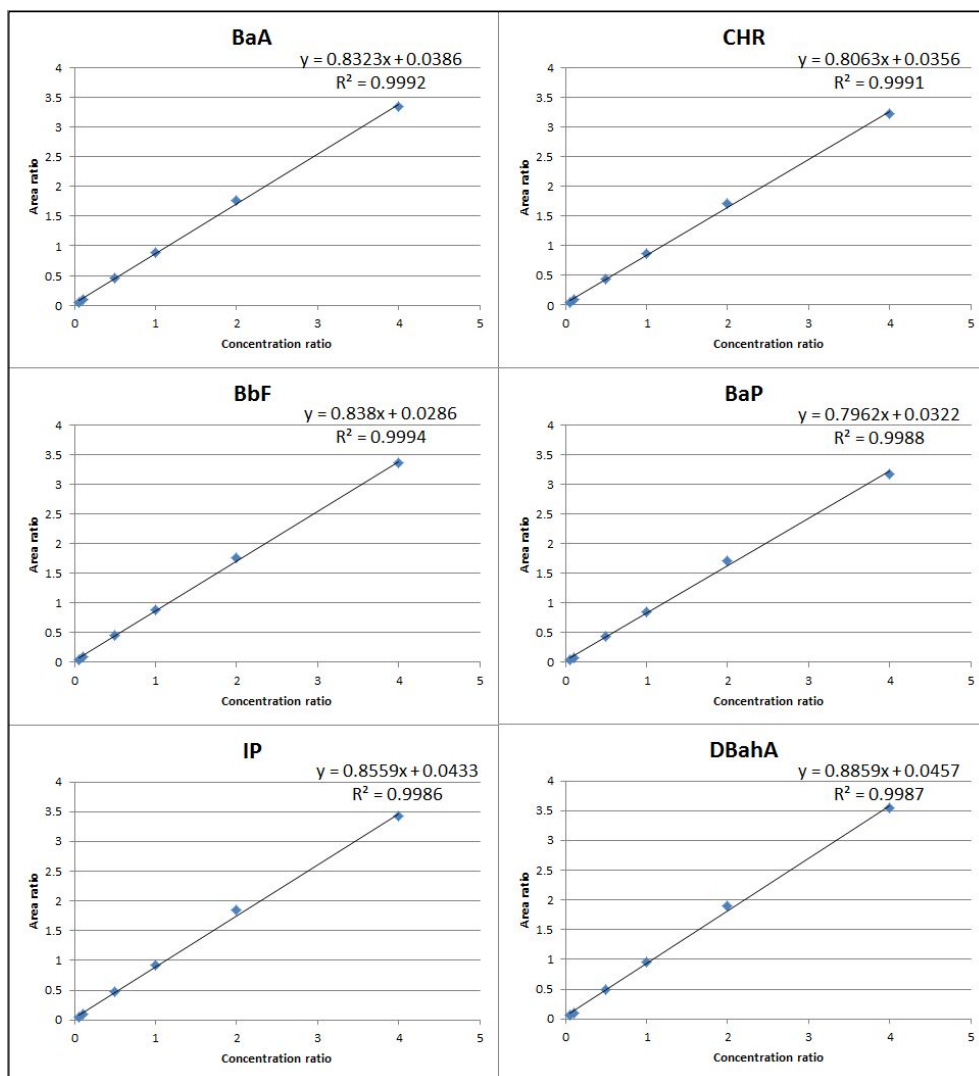 BaA
y = 0.8323x + 0.0386
R² = 0.9992
4
3.5
3
2.5
2
1.5
1
0.5
0
Area ratio
0 1 2 3 4 5
Concentration ratio
CHR
y = 0.8063x + 0.0356
R² = 0.9991
4
3.5
3
2.5
2
1.5
1
0.5
0
Area ratio
0 1 2 3 4 5
Concentration ratio
BbF
y = 0.838x + 0.0286
R² = 0.9994
4
3.5
3
2.5
2
1.5
1
0.5
0
Area ratio
0 1 2 3 4 5
Concentration ratio
BaP
y = 0.7962x + 0.0322
R² = 0.9988
4
3.5
3
2.5
2
1.5
1
0.5
0
Area ratio
0 1 2 3 4 5
Concentration ratio
IP
y = 0.8559x + 0.0433
R² = 0.9986
4
3.5
3
2.5
2
1.5
1
0.5
0
Area ratio
0 1 2 3 4 5
Concentration ratio
DBahA
y = 0.8859x + 0.0457
R² = 0.9987
4
3.5
3
2.5
2
1.5
1
0.5
0
Area ratio
0 1 2 3 4 5
Concentration ratio